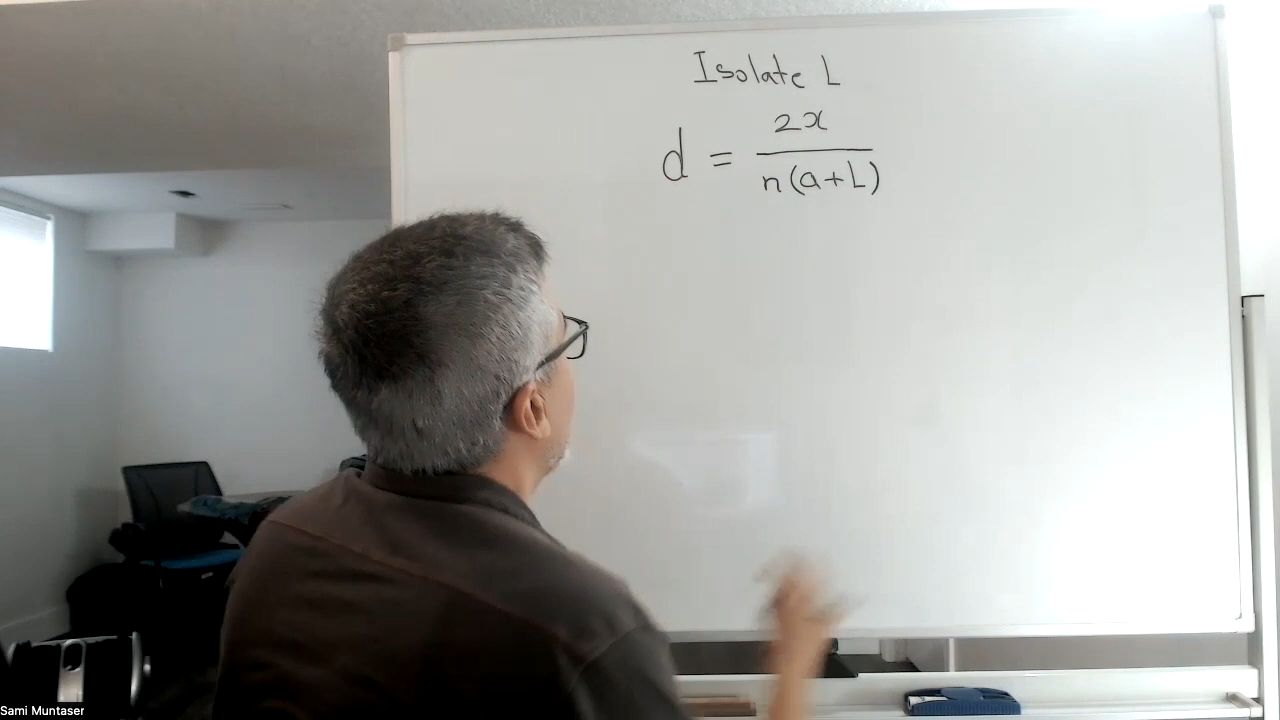 Isolate L
d = 2x / n(a+L)
Sami Muntaser